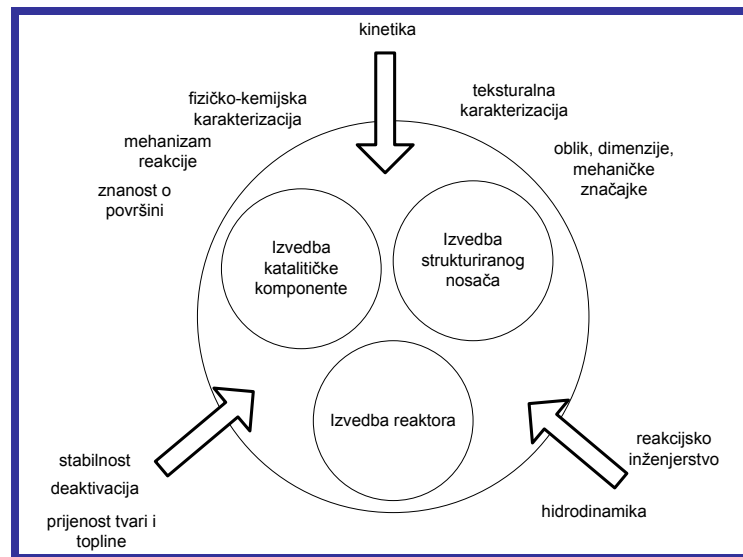 kinetika
fizičko-kemijska
karakterizacija
teksturalna
karakterizacija
mehanizam
reakcije
oblik, dimenzije,
mehaničke
značajke
znanost o
površini
Izvedba
katalitičke
komponente
Izvedba
strukturiranog
nosača
Izvedba reaktora
stabilnost
deaktivacija
prijenost tvari i
topline
reakcijsko
inženjerstvo
hidrodinamika